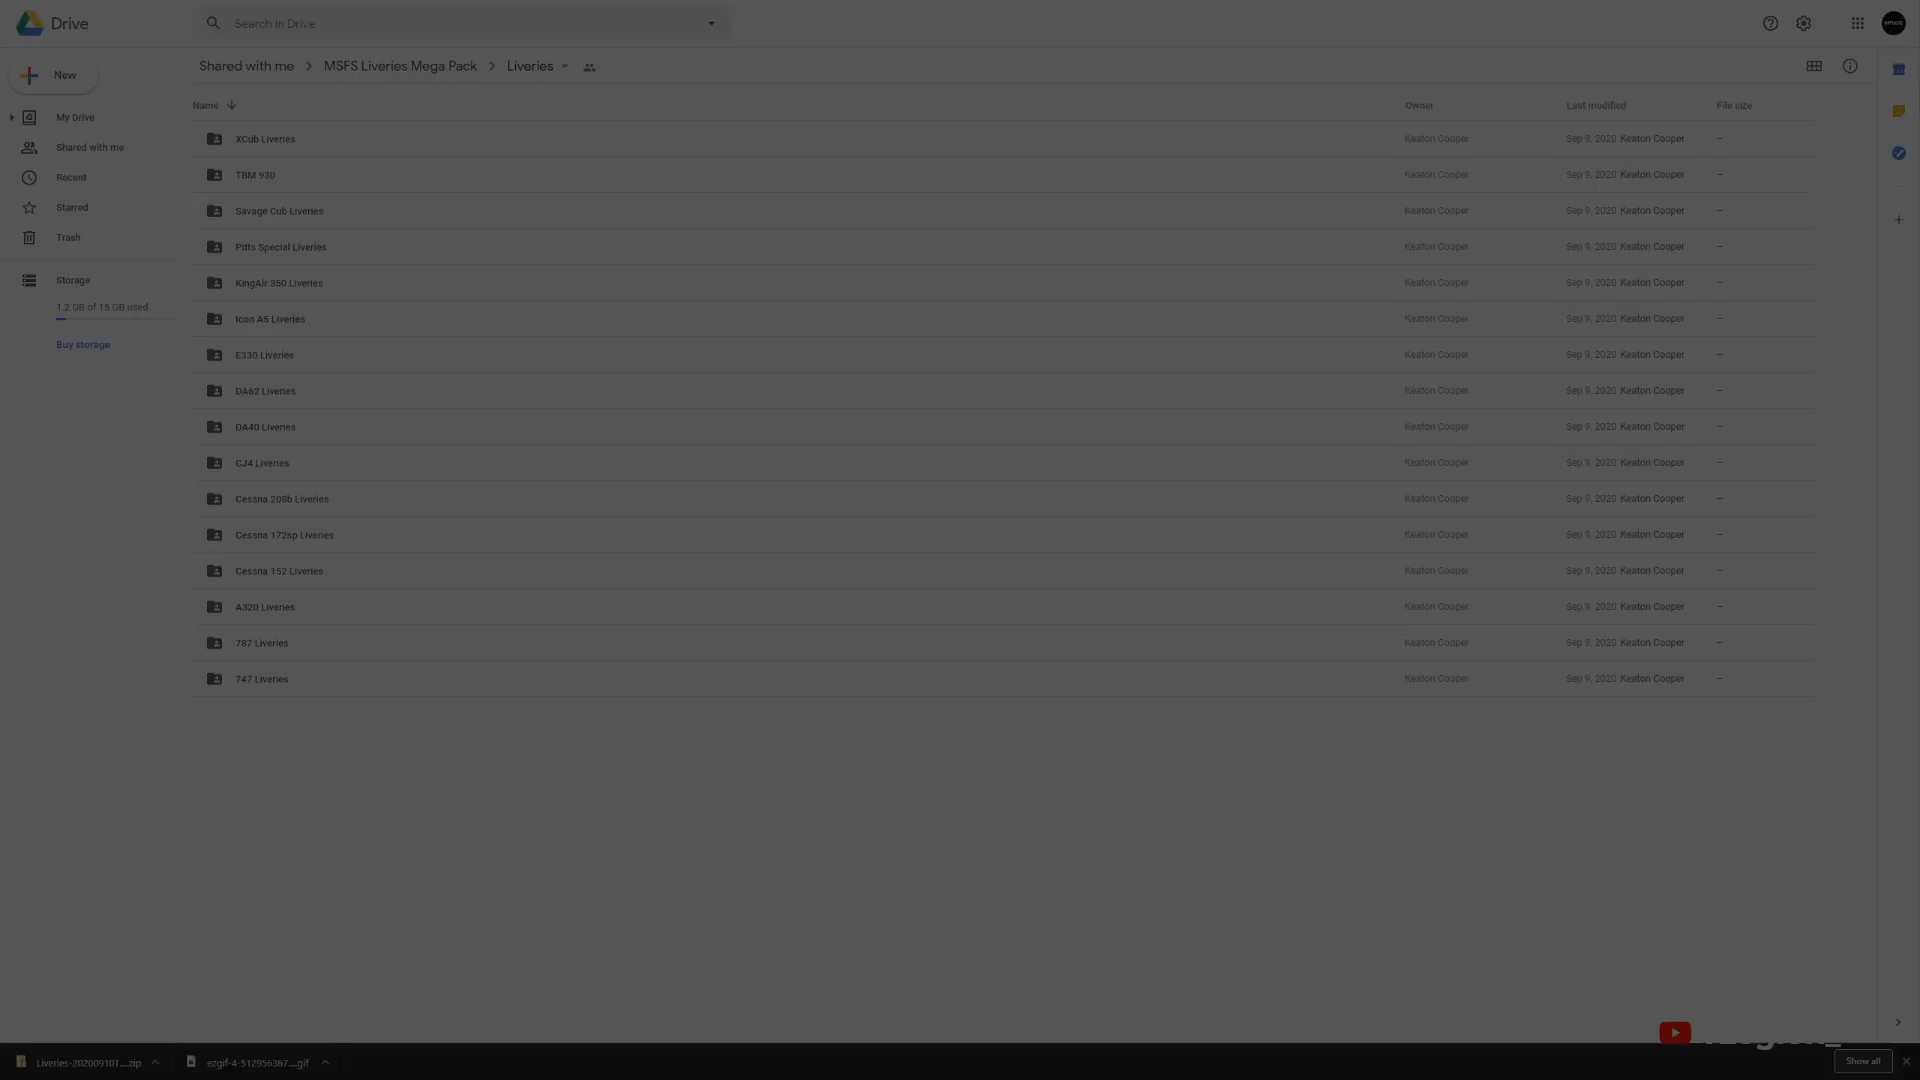 Drive
Search in Drive
New
Shared with me
MSFS Liveries Mega Pack
Liveries
My Drive
Shared with me
Recent
Starred
Trash
Storage
1.2 GB of 15 GB used
Buy storage
Name Owner Last modified File size
XCub Liveries Keaton Cooper Sep 9, 2020 Keaton Cooper –
TBM 930 Keaton Cooper Sep 9, 2020 Keaton Cooper –
Savage Cub Liveries Keaton Cooper Sep 9, 2020 Keaton Cooper –
Pitts Special Liveries Keaton Cooper Sep 9, 2020 Keaton Cooper –
KingAir 350 Liveries Keaton Cooper Sep 9, 2020 Keaton Cooper –
Icon A5 Liveries Keaton Cooper Sep 9, 2020 Keaton Cooper –
E330 Liveries Keaton Cooper Sep 9, 2020 Keaton Cooper –
DA62 Liveries Keaton Cooper Sep 9, 2020 Keaton Cooper –
DA40 Liveries Keaton Cooper Sep 9, 2020 Keaton Cooper –
CJ4 Liveries Keaton Cooper Sep 9, 2020 Keaton Cooper –
Cessna 208b Liveries Keaton Cooper Sep 9, 2020 Keaton Cooper –
Cessna 172sp Liveries Keaton Cooper Sep 9, 2020 Keaton Cooper –
Cessna 152 Liveries Keaton Cooper Sep 9, 2020 Keaton Cooper –
A320 Liveries Keaton Cooper Sep 9, 2020 Keaton Cooper –
787 Liveries Keaton Cooper Sep 9, 2020 Keaton Cooper –
747 Liveries Keaton Cooper Sep 9, 2020 Keaton Cooper –
Liveries-202009101....zip
ezgif-4-512956367....gif
Show all